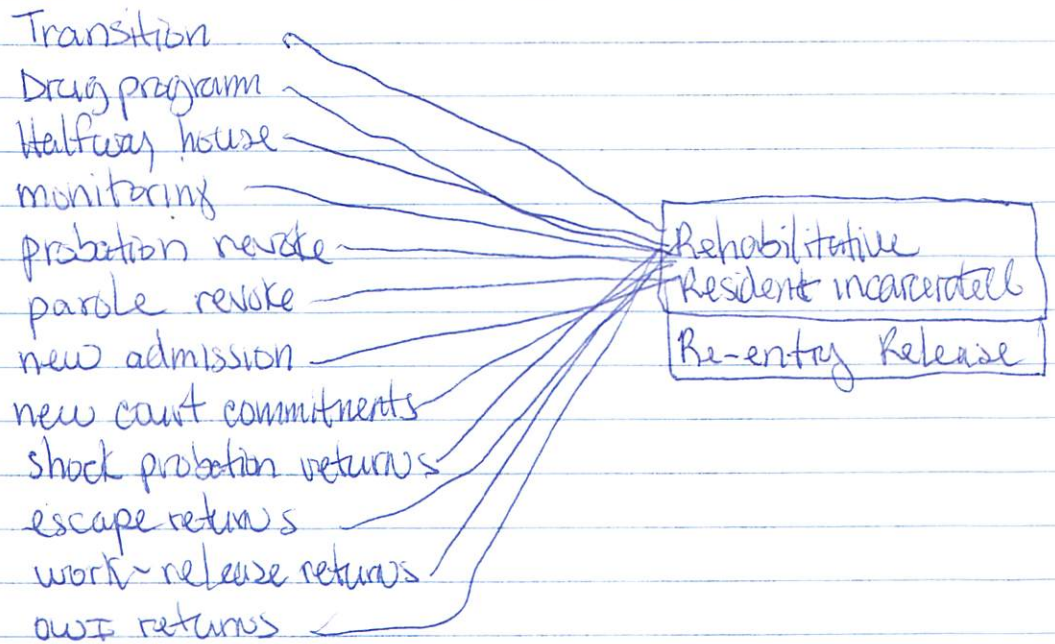 Transition
Drug programm
Halfway house
monitoring
probation revoke
parole revoke
new admission
new court commitments
shock probation returns
escape returns
work-release returns
OWI returns
Rehabilitative
Resident incarcerated
Re-entry Release